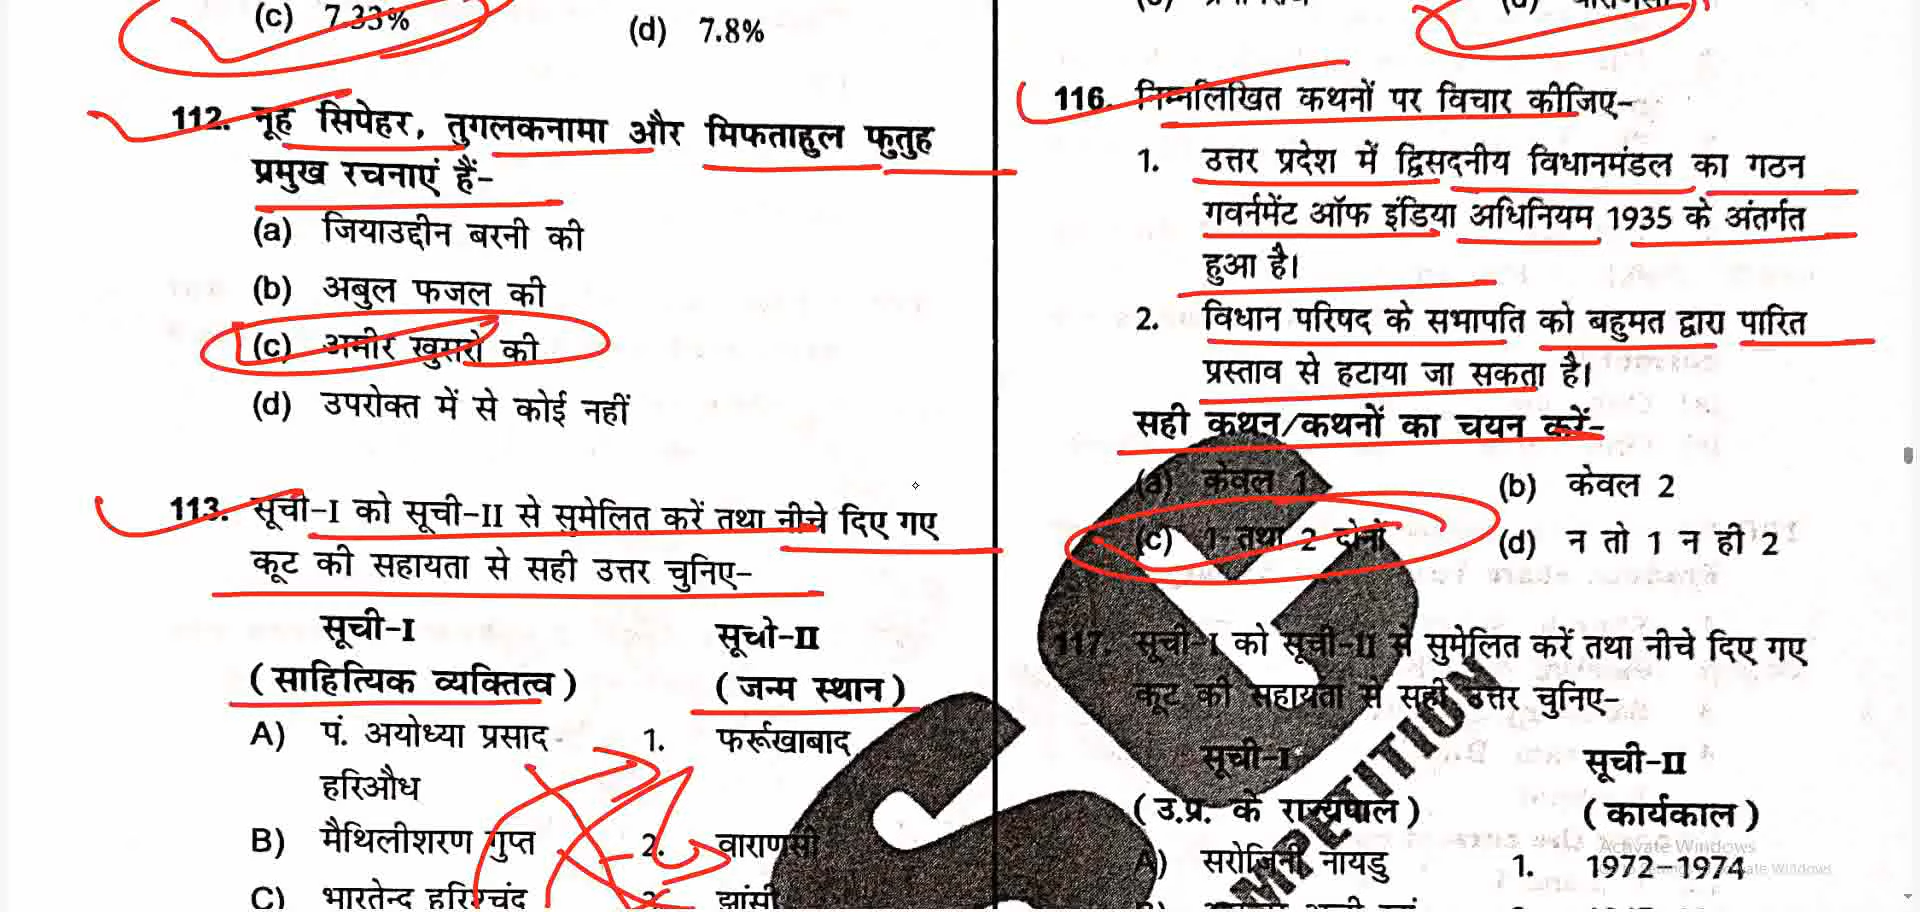 (c) 7.33%
(d) 7.8%
112. नूह सिपेहर, तुगलकनामा और मिफताहुल फुतुह
प्रमुख रचनाएं हैं-
(a) जियाउद्दीन बरनी की
(b) अबुल फजल की
(c) अमीर खुसरो की
(d) उपरोक्त में से कोई नहीं
113. सूची-I को सूची-II से सुमेलित करें तथा नीचे दिए गए
कूट की सहायता से सही उत्तर चुनिए-
सूची-I सूची-II
(साहित्यिक व्यक्तित्व) (जन्म स्थान)
A) पं. अयोध्या प्रसाद 1. फर्रूखाबाद
हरिऔध
B) मैथिलीशरण गुप्त 2. वाराणसी
C) भारतेन्दु हरिश्चंद्र झांसी
116. निम्नलिखित कथनों पर विचार कीजिए-
1. उत्तर प्रदेश में द्विसदनीय विधानमंडल का गठन
गवर्नमेंट ऑफ इंडिया अधिनियम 1935 के अंतर्गत
हुआ है।
2. विधान परिषद के सभापति को बहुमत द्वारा पारित
प्रस्ताव से हटाया जा सकता है।
सही कथन/कथनों का चयन करें-
(a) केवल 1 (b) केवल 2
(c) 1 तथा 2 दोनों (d) न तो 1 न ही 2
117. सूची-I को सूची-II से सुमेलित करें तथा नीचे दिए गए
कूट की सहायता से सही उत्तर चुनिए-
सूची-I सूची-II
(उ.प्र. के राज्यपाल) (कार्यकाल)
A) सरोजिनी नायडु 1. 1972-1974
MPETITION
Activate Windows